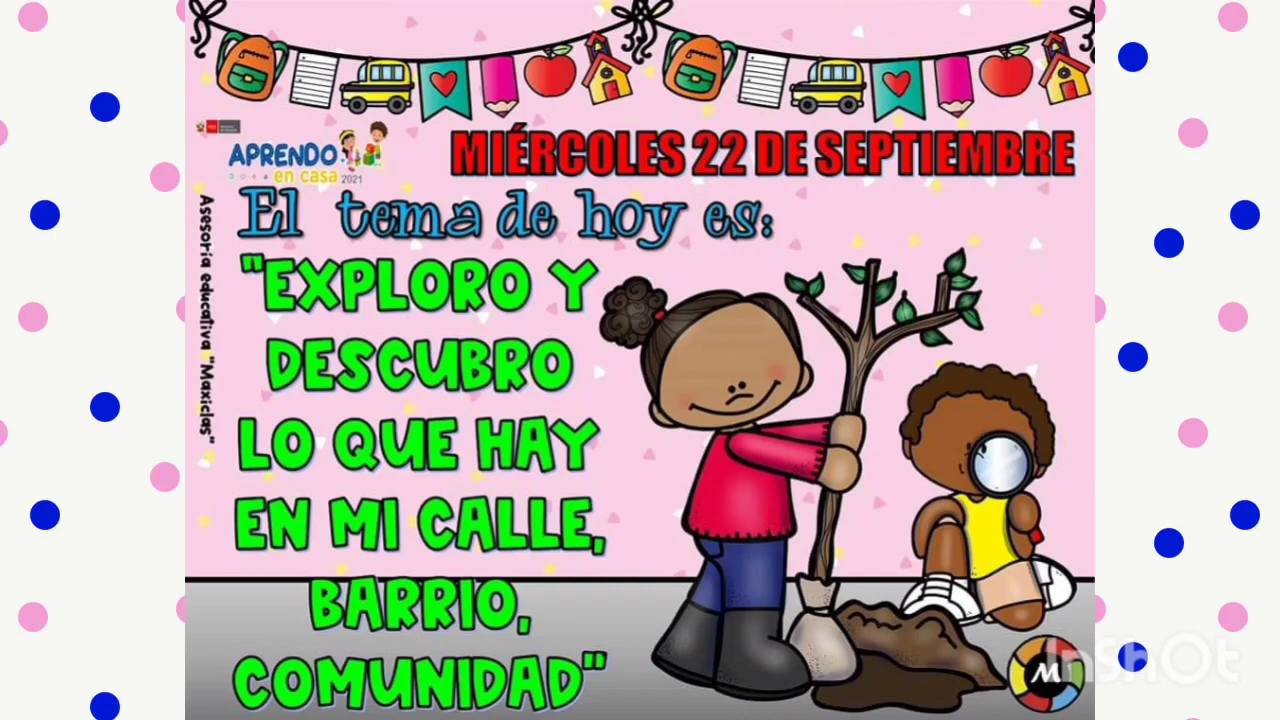 MIÉRCOLES 22 DE SEPTIEMBRE
APRENDO
en casa 2021
El tema de hoy es:
"EXPLORO Y
DESCUBRO
LO QUE HAY
EN MI CALLE,
BARRIO,
COMUNIDAD"
Asesoría educativa "Maxiclas"
M
InShOt